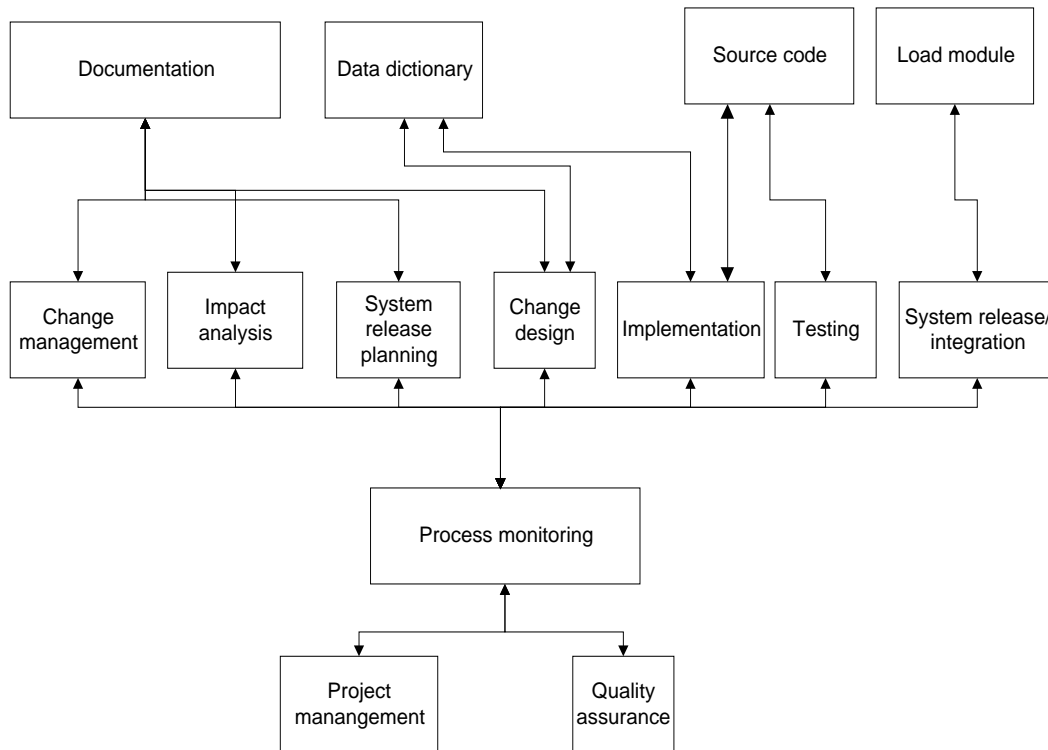 Documentation
Data dictionary
Source code
Load module
Change
management
Impact
analysis
System
release
planning
Change
design
Implementation
Testing
System release/
integration
Process monitoring
Project
manangement
Quality
assurance